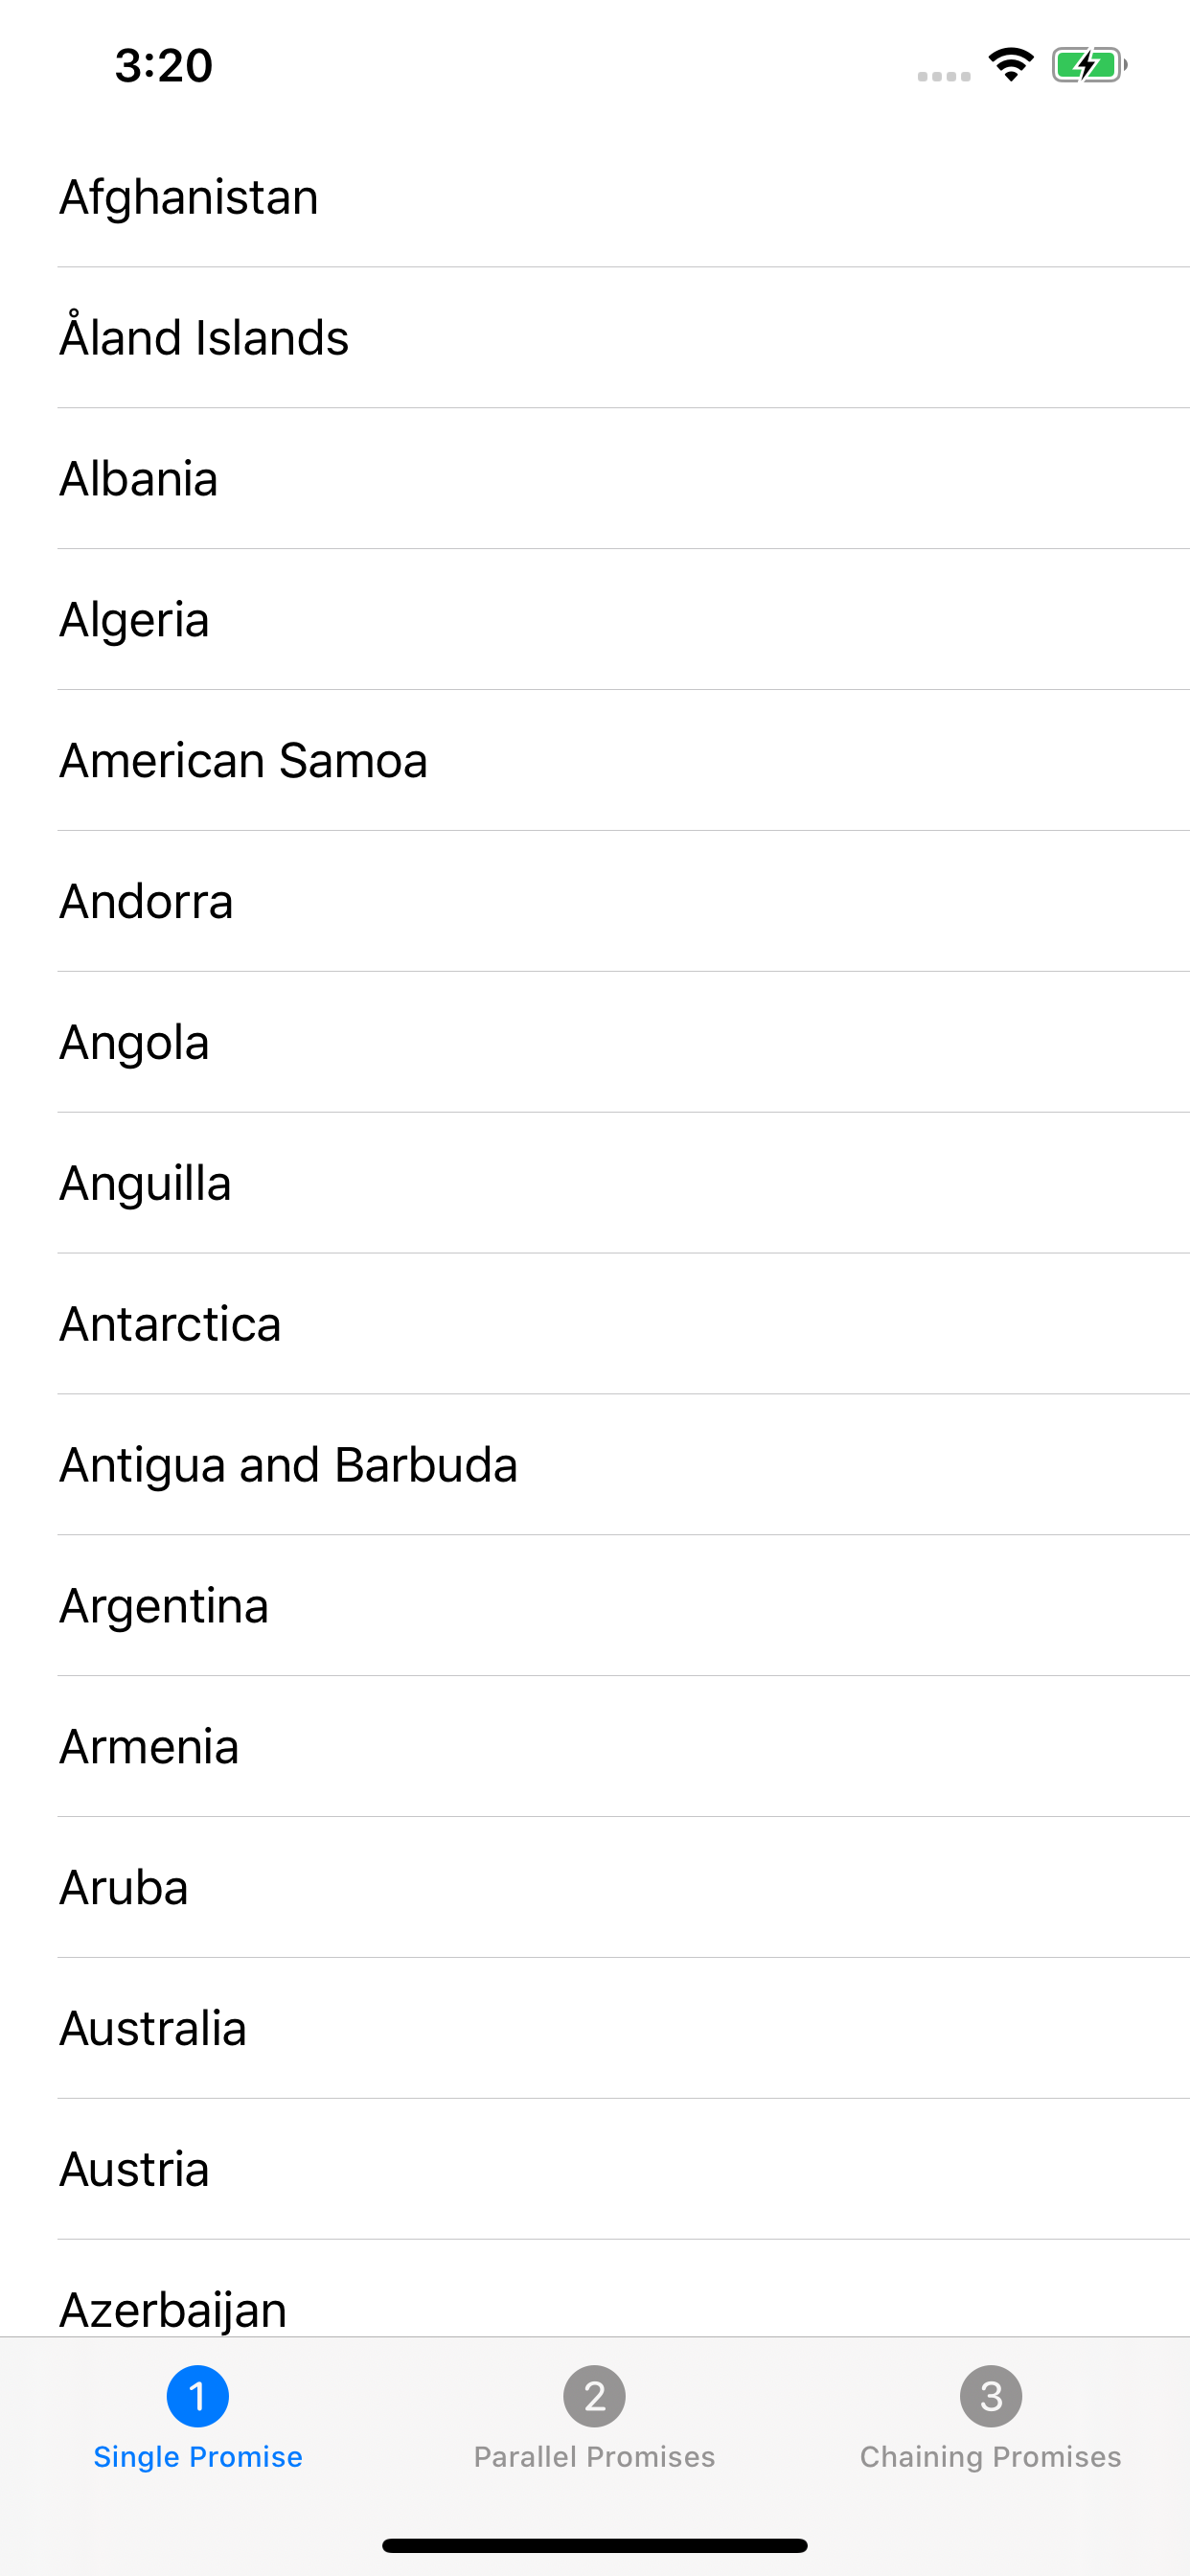 3:20
Afghanistan
Åland Islands
Albania
Algeria
American Samoa
Andorra
Angola
Anguilla
Antarctica
Antigua and Barbuda
Argentina
Armenia
Aruba
Australia
Austria
Azerbaijan
1 2 3
Single Promise Parallel Promises Chaining Promises